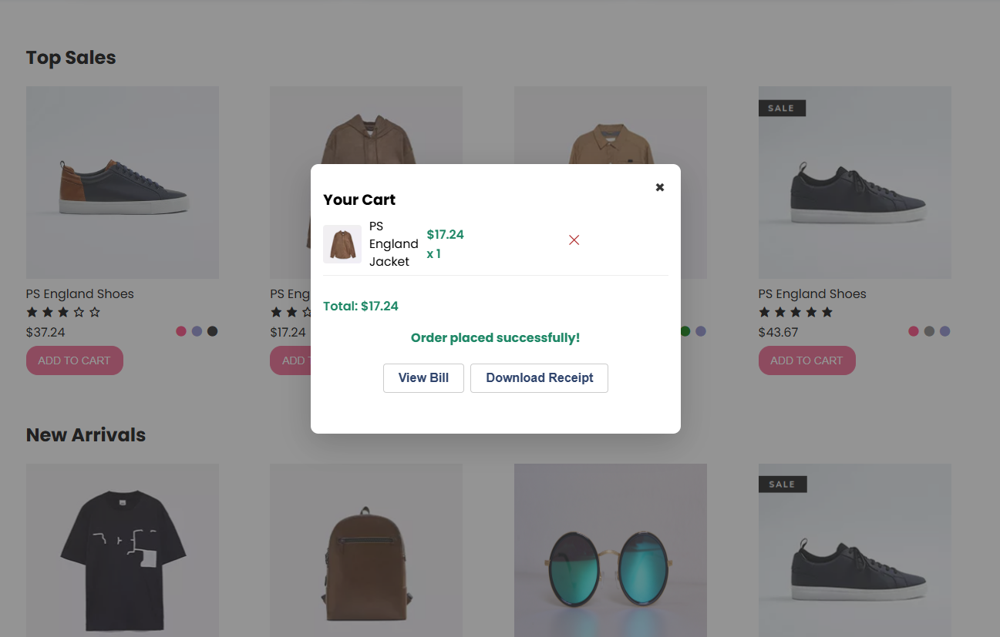 Top Sales
SALE
Your Cart
PS
England
Jacket
$17.24
x 1
Total: $17.24
Order placed successfully!
View Bill
Download Receipt
PS England Shoes
$37.24
ADD TO CART
PS Eng
$17.24
ADD
PS England Shoes
$43.67
ADD TO CART
New Arrivals
SALE